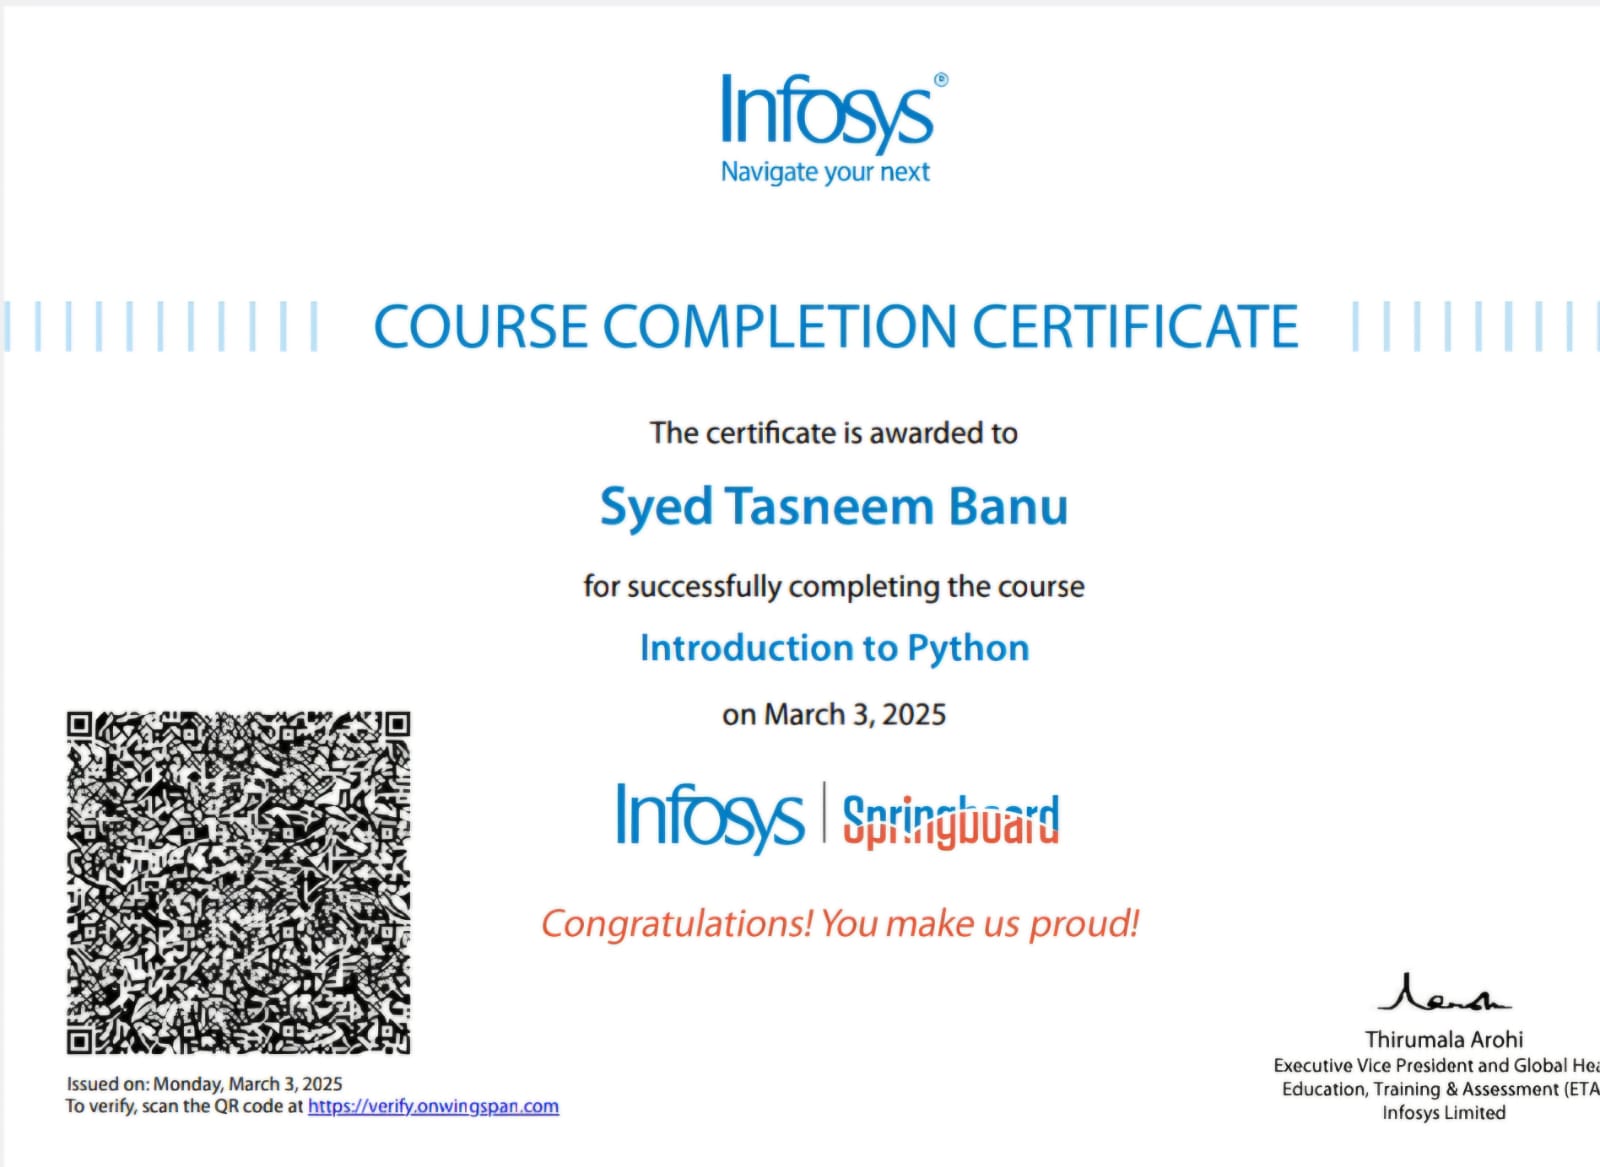 Infosys®
Navigate your next
COURSE COMPLETION CERTIFICATE
The certificate is awarded to
Syed Tasneem Banu
for successfully completing the course
Introduction to Python
on March 3, 2025
Infosys | Springboard
Congratulations! You make us proud!
Issued on: Monday, March 3, 2025
To verify, scan the QR code at https://verify.onwingspan.com
Thirumala Arohi
Executive Vice President and Global Hea
Education, Training & Assessment (ETA
Infosys Limited